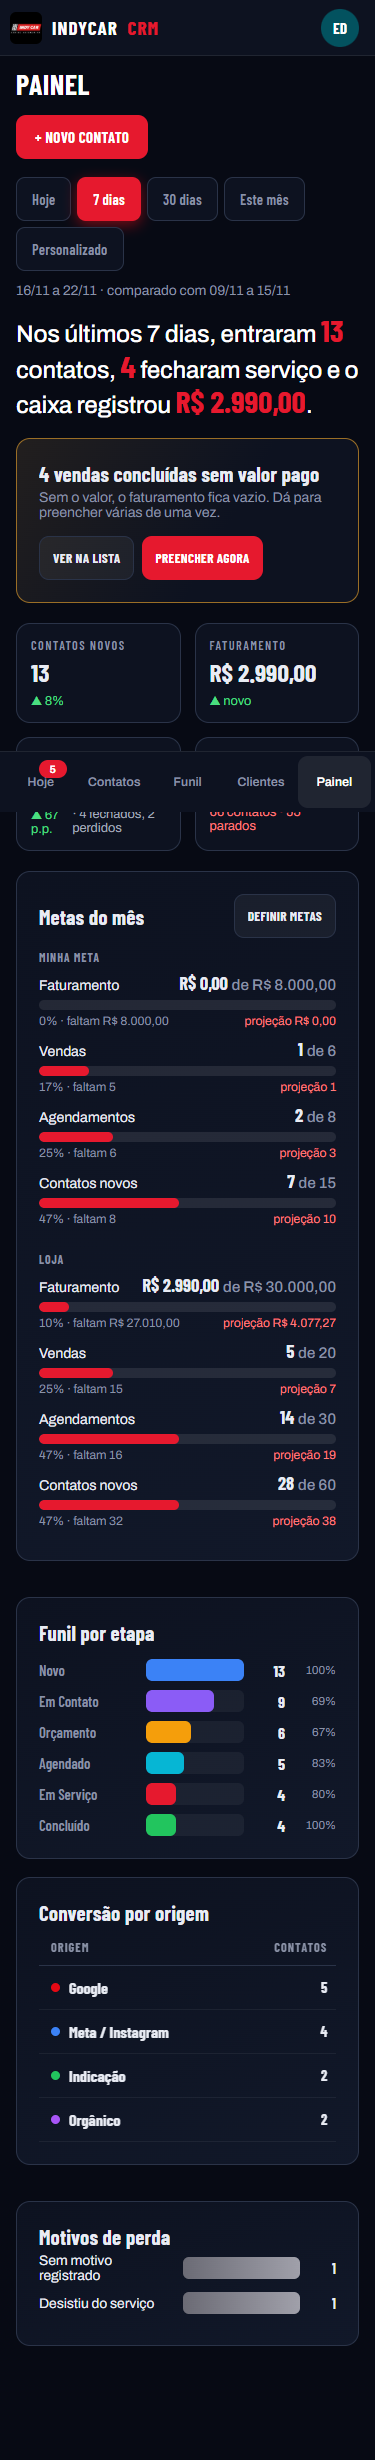 INDYCAR CRM
ED
PAINEL
+ NOVO CONTATO
Hoje
7 dias
30 dias
Este mês
Personalizado
16/11 a 22/11 · comparado com 09/11 a 15/11
Nos últimos 7 dias, entraram 13
contatos, 4 fecharam serviço e o
caixa registrou R$ 2.990,00.
4 vendas concluídas sem valor pago
Sem o valor, o faturamento fica vazio. Dá para
preencher várias de uma vez.
VER NA LISTA
PREENCHER AGORA
CONTATOS NOVOS
13
▲ 8%
FATURAMENTO
R$ 2.990,00
▲ novo
5
Hoje
Contatos
Funil
Clientes
Painel
▲ 67
p.p.
· 4 fechados, 2
perdidos
parados
Metas do mês
DEFINIR METAS
MINHA META
Faturamento R$ 0,00 de R$ 8.000,00
0% · faltam R$ 8.000,00 projeção R$ 0,00
Vendas 1 de 6
17% · faltam 5 projeção 1
Agendamentos 2 de 8
25% · faltam 6 projeção 3
Contatos novos 7 de 15
47% · faltam 8 projeção 10
LOJA
Faturamento R$ 2.990,00 de R$ 30.000,00
10% · faltam R$ 27.010,00 projeção R$ 4.077,27
Vendas 5 de 20
25% · faltam 15 projeção 7
Agendamentos 14 de 30
47% · faltam 16 projeção 19
Contatos novos 28 de 60
47% · faltam 32 projeção 38
Funil por etapa
Novo 13 100%
Em Contato 9 69%
Orçamento 6 67%
Agendado 5 83%
Em Serviço 4 80%
Concluído 4 100%
Conversão por origem
ORIGEM CONTATOS
Google 5
Meta / Instagram 4
Indicação 2
Orgânico 2
Motivos de perda
Sem motivo
registrado 1
Desistiu do serviço 1